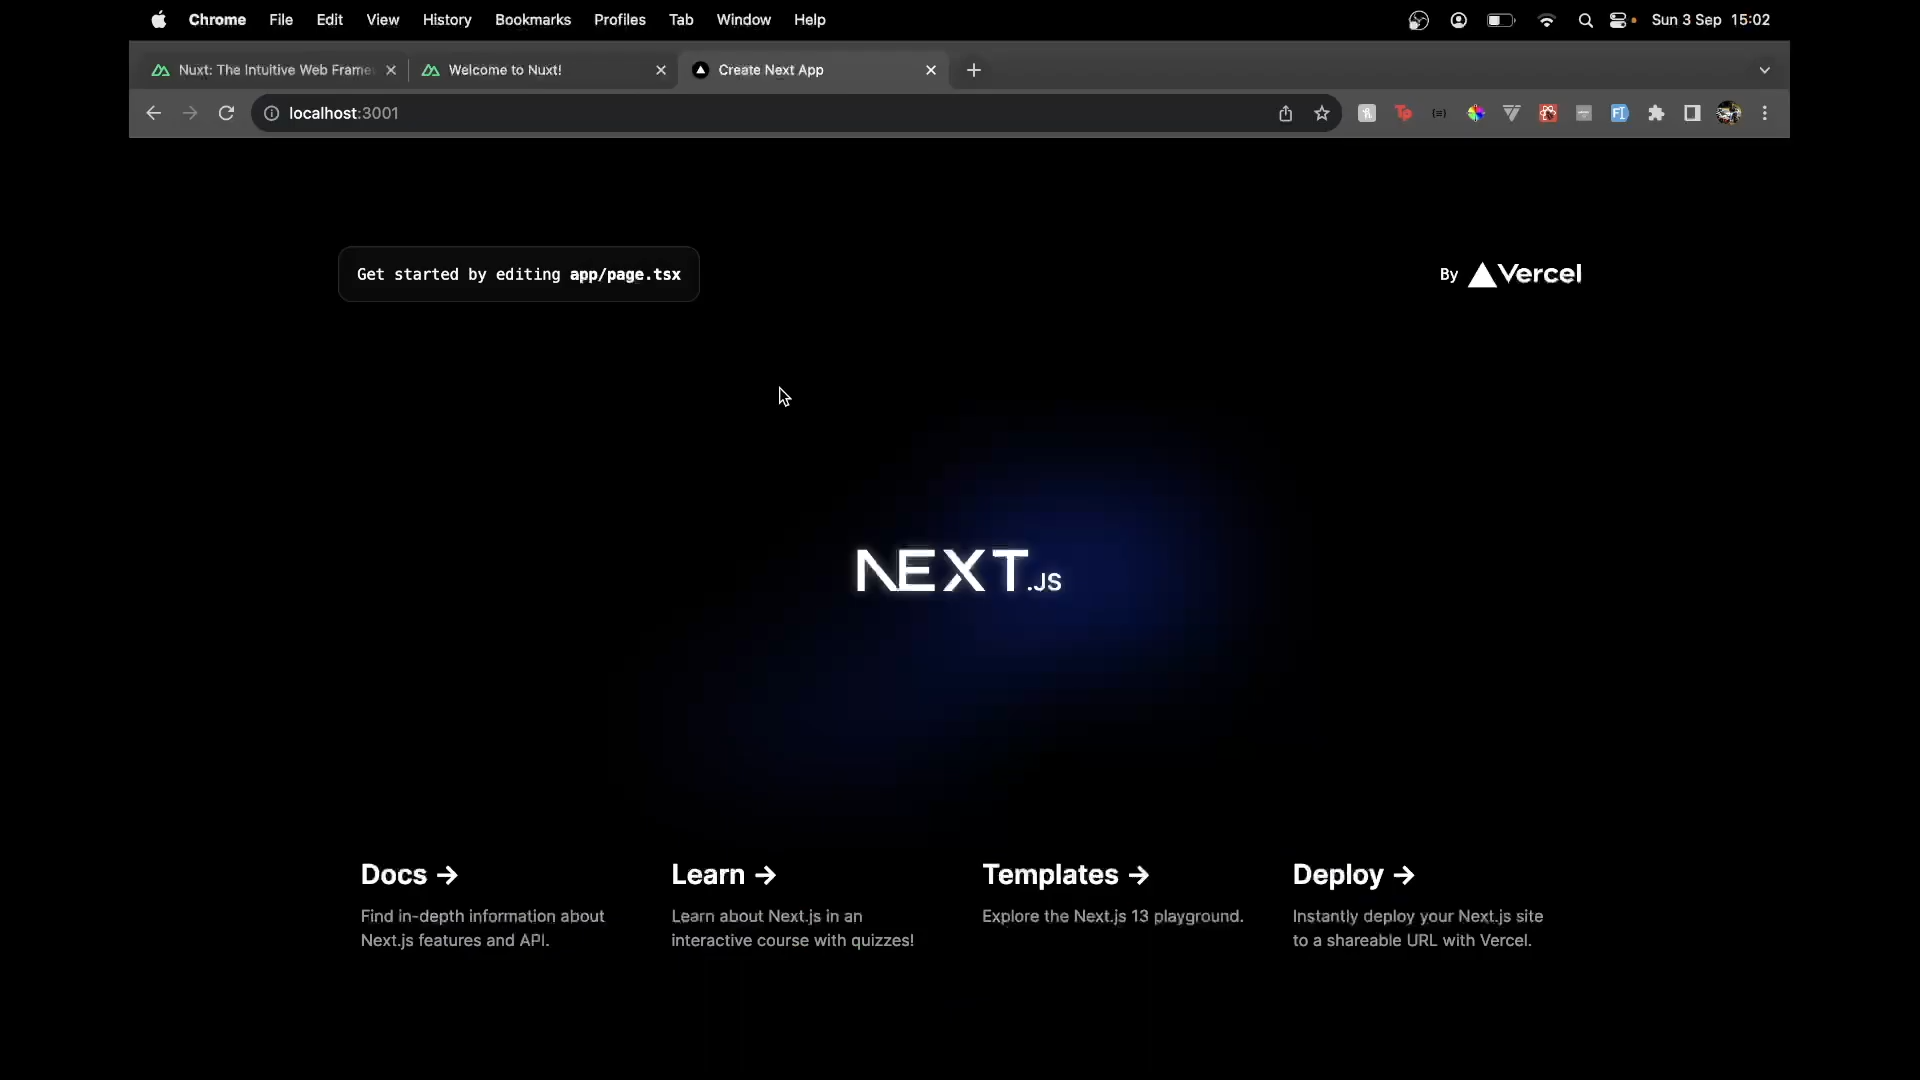 Chrome File Edit View History Bookmarks Profiles Tab Window Help Sun 3 Sep 15:02
Nuxt: The Intuitive Web Frame Welcome to Nuxt! Create Next App
localhost:3001
Get started by editing app/page.tsx
By Vercel
NEXT.JS
Docs →
Find in-depth information about
Next.js features and API.
Learn →
Learn about Next.js in an
interactive course with quizzes!
Templates →
Explore the Next.js 13 playground.
Deploy →
Instantly deploy your Next.js site
to a shareable URL with Vercel.